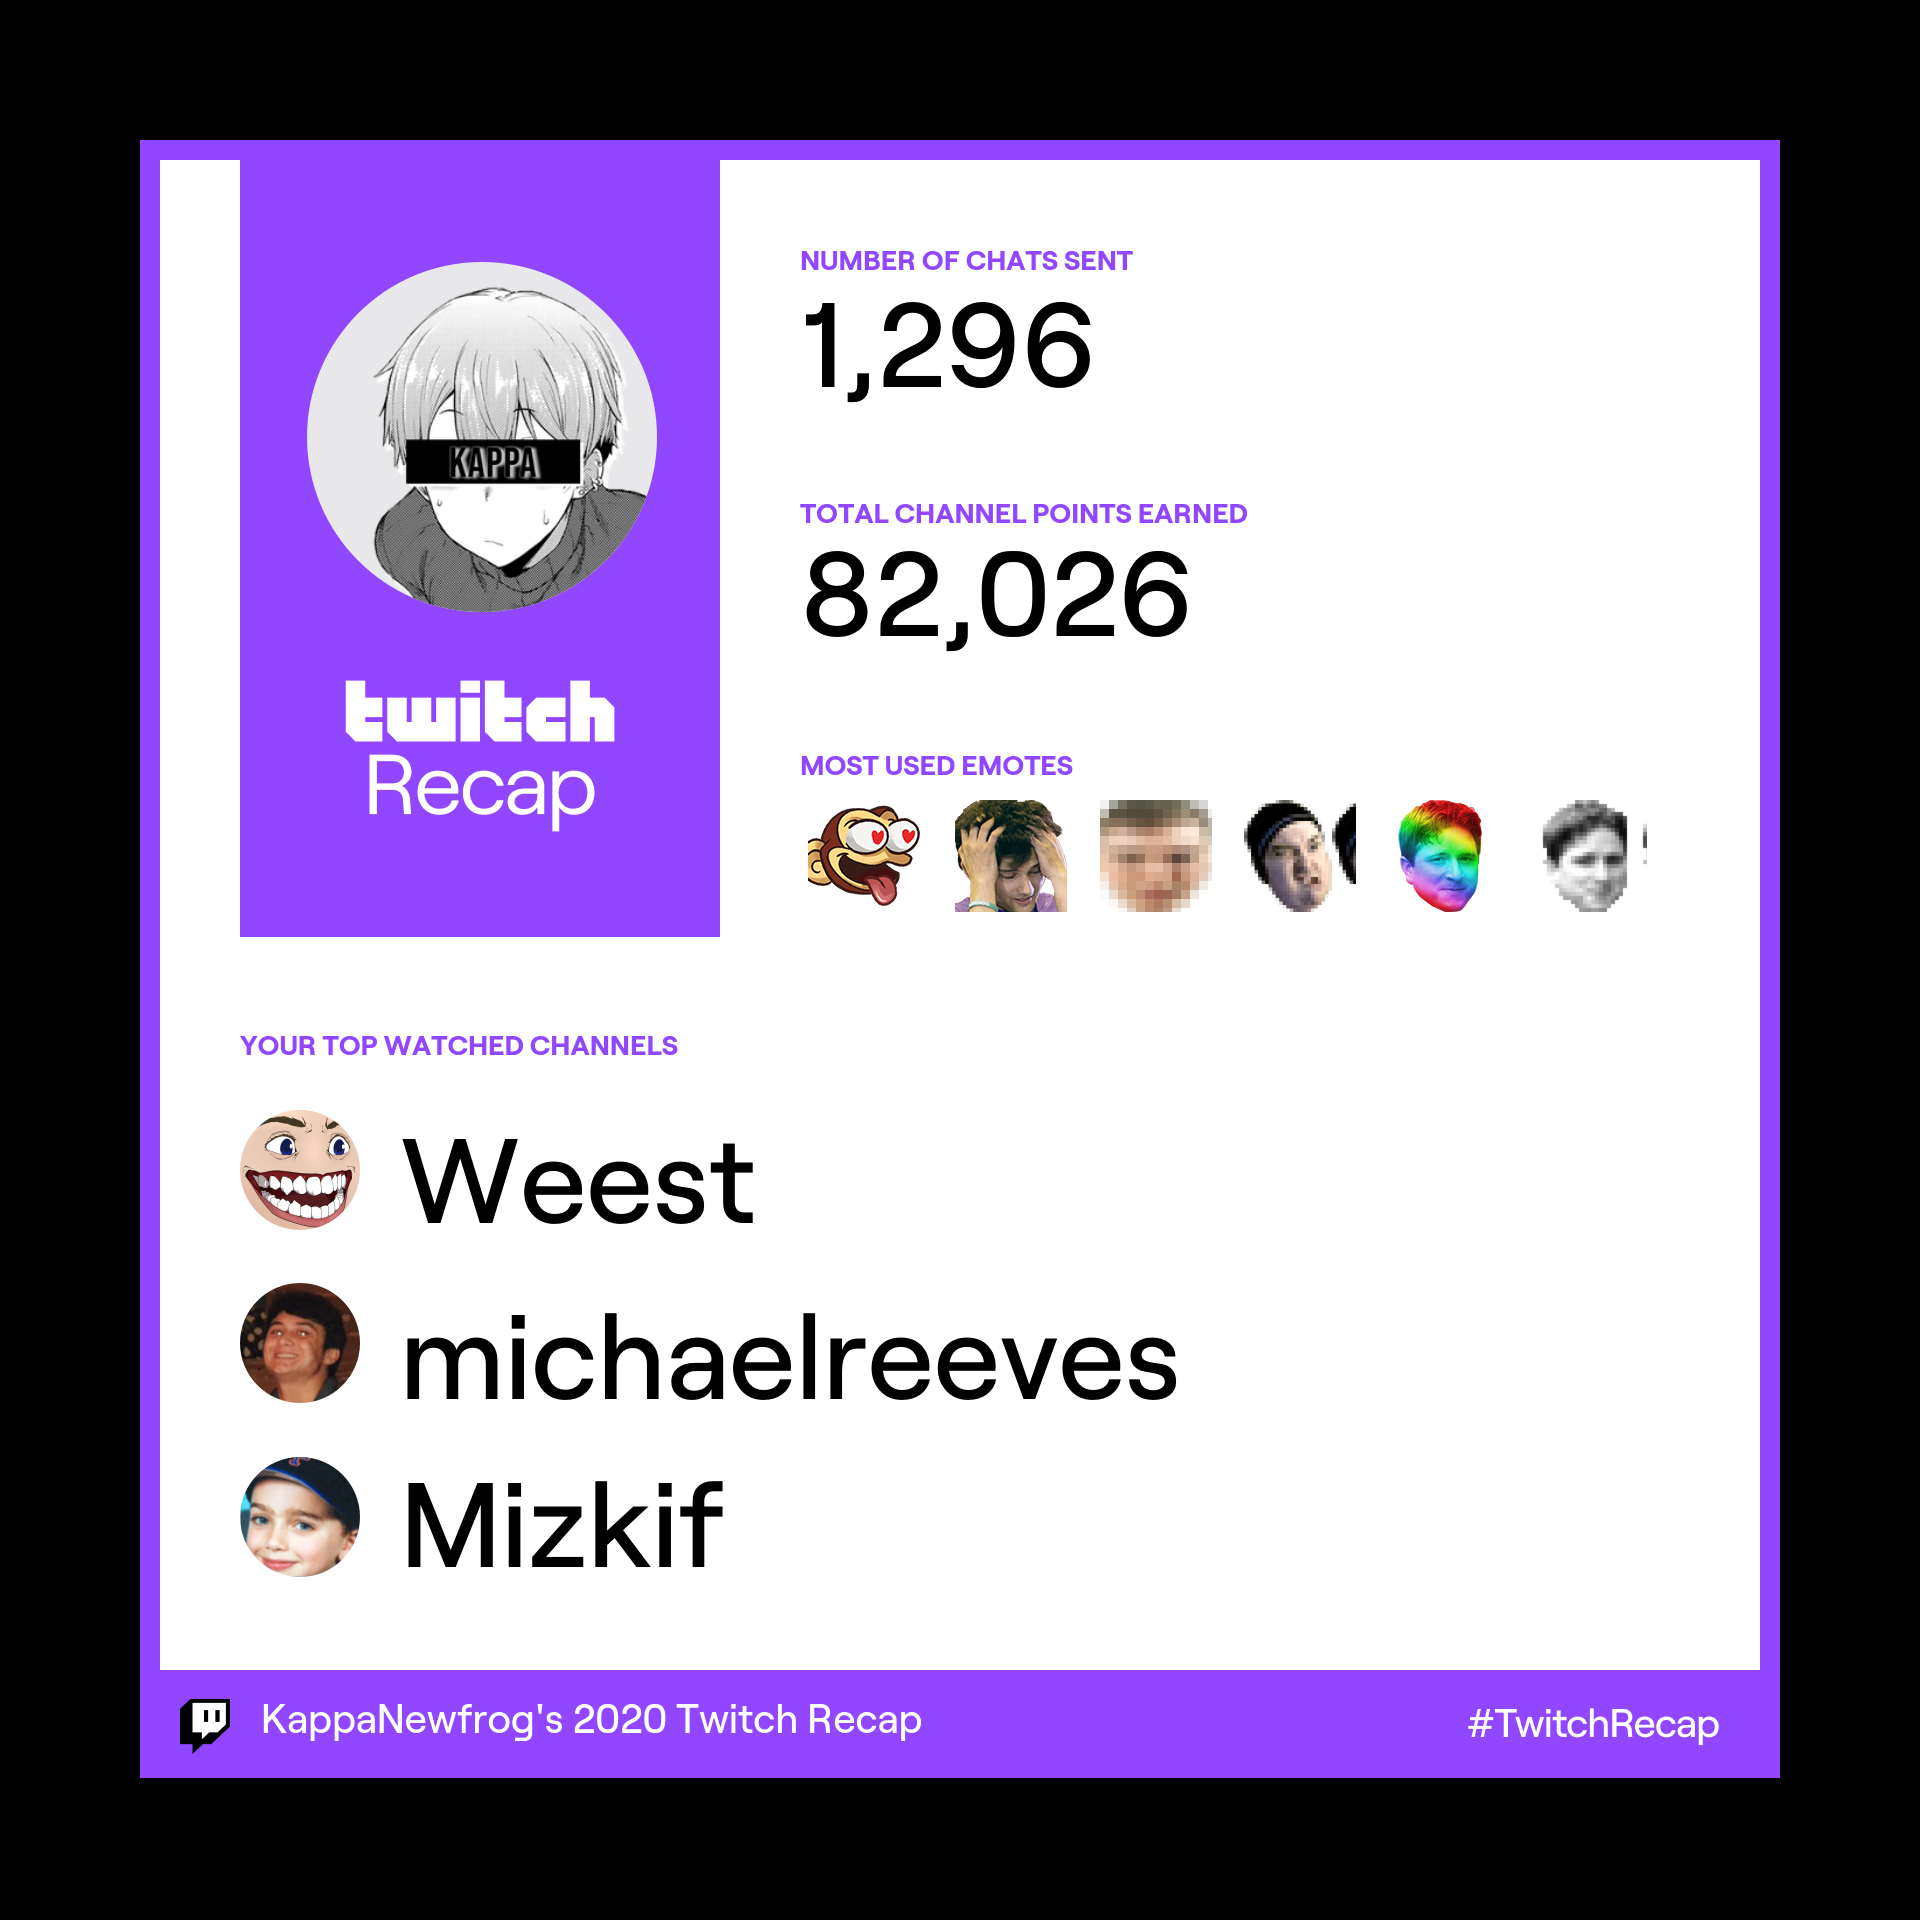 KAPPA
twitch
Recap
NUMBER OF CHATS SENT
1,296
TOTAL CHANNEL POINTS EARNED
82,026
MOST USED EMOTES
YOUR TOP WATCHED CHANNELS
Weest
michaelreeves
Mizkif
KappaNewfrog's 2020 Twitch Recap
#TwitchRecap